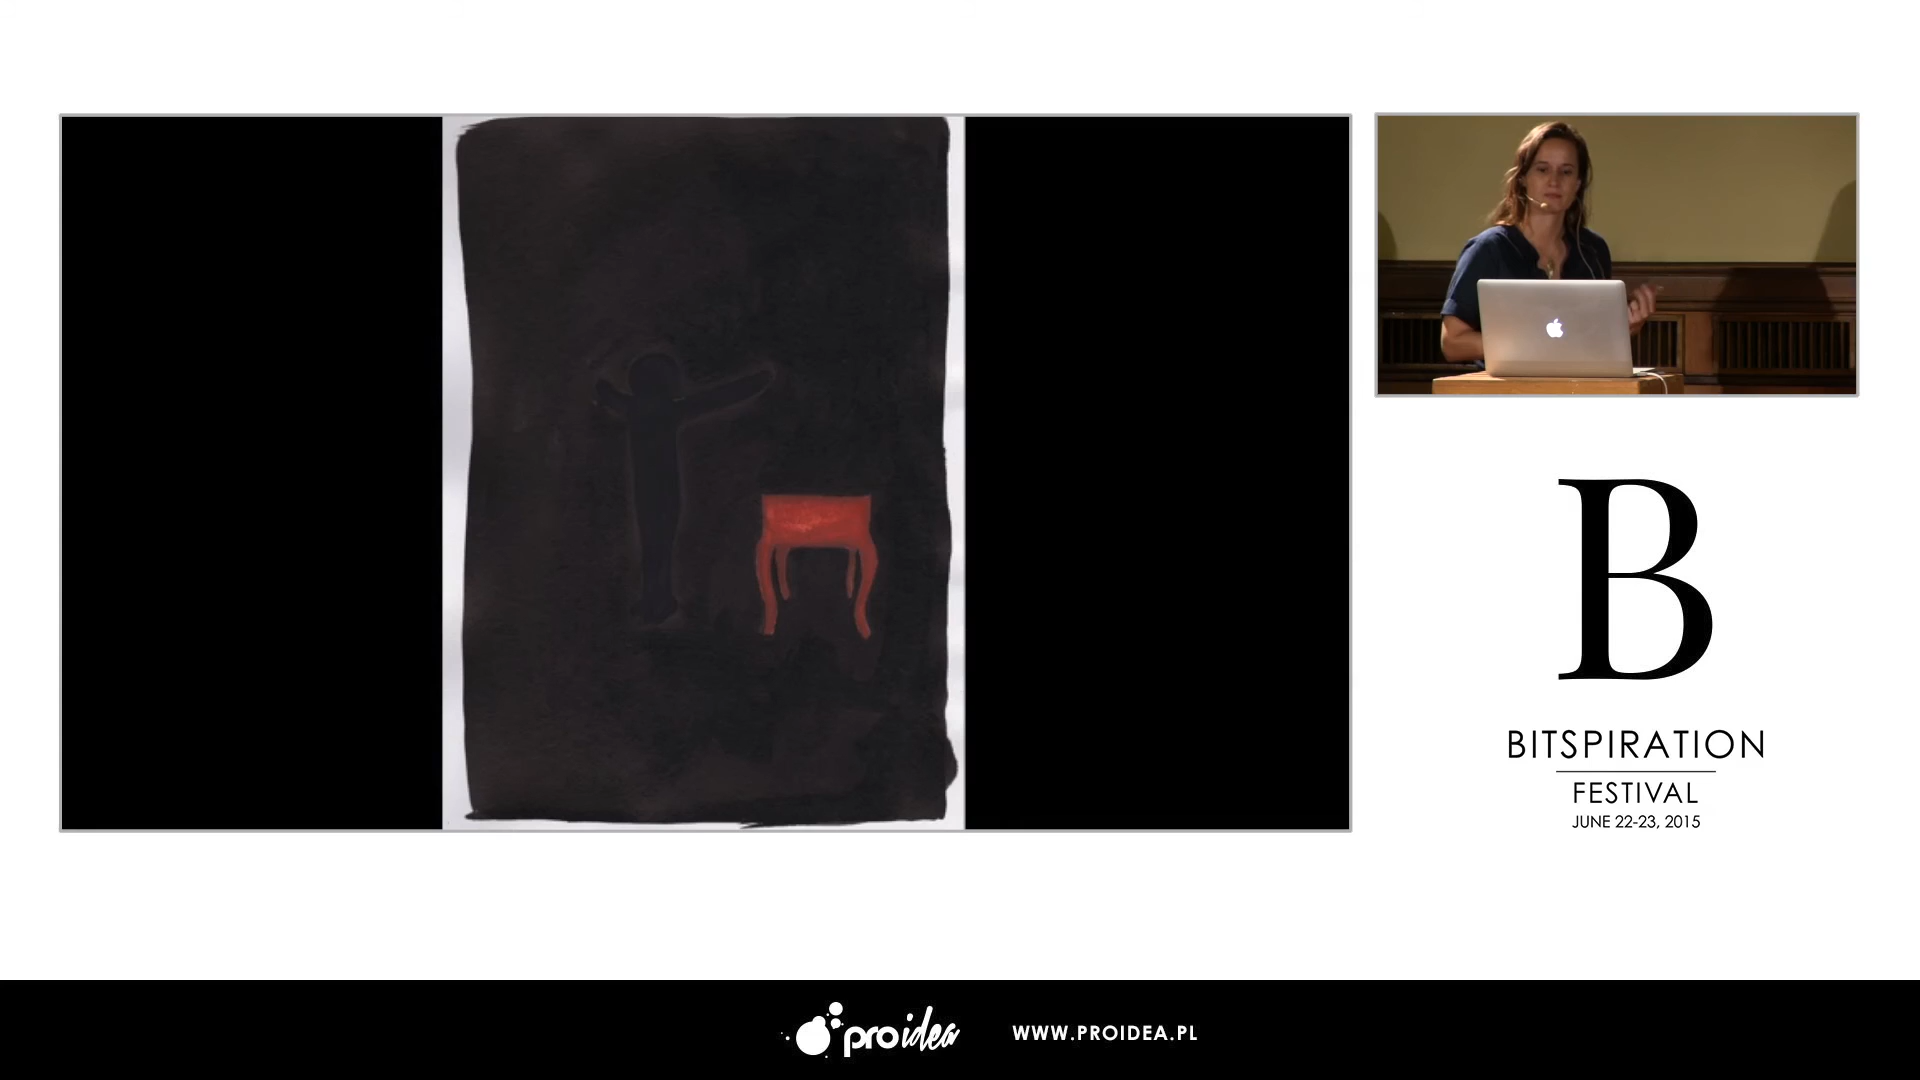 B
BITSPIRATION
FESTIVAL
JUNE 22-23, 2015
proidea
WWW.PROIDEA.PL